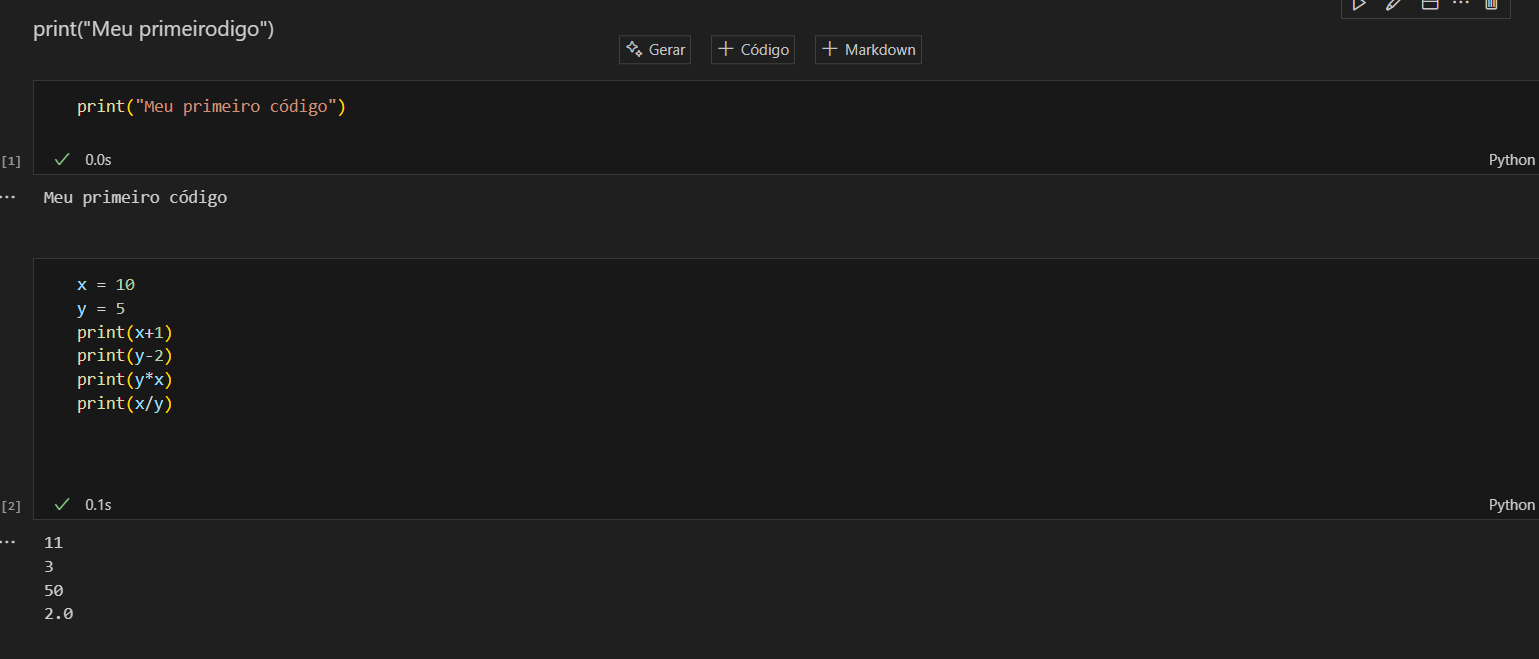 print("Meu primeirodigo")
Gerar + Código + Markdown
print("Meu primeiro código")
[1] ✓ 0.0s Python
... Meu primeiro código
x = 10
y = 5
print(x+1)
print(y-2)
print(y*x)
print(x/y)
[2] ✓ 0.1s Python
... 11
3
50
2.0